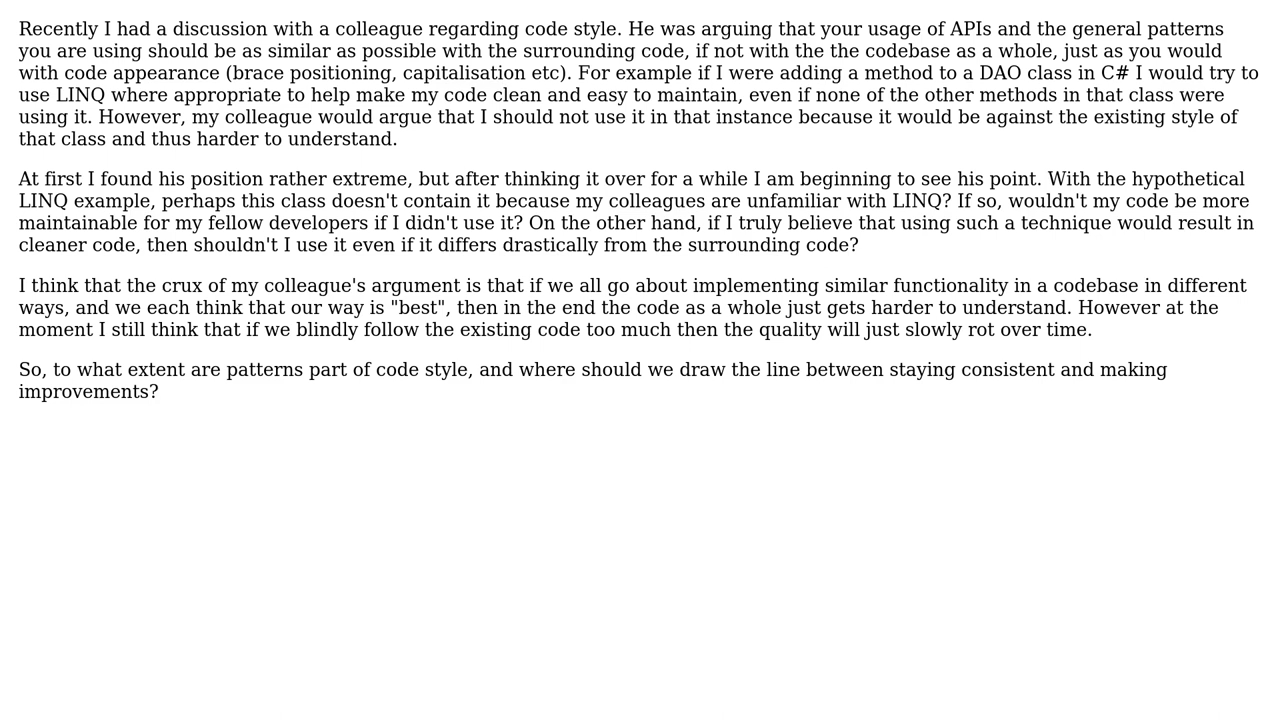 Recently I had a discussion with a colleague regarding code style. He was arguing that your usage of APIs and the general patterns
you are using should be as similar as possible with the surrounding code, if not with the the codebase as a whole, just as you would
with code appearance (brace positioning, capitalisation etc). For example if I were adding a method to a DAO class in C# I would try to
use LINQ where appropriate to help make my code clean and easy to maintain, even if none of the other methods in that class were
using it. However, my colleague would argue that I should not use it in that instance because it would be against the existing style of
that class and thus harder to understand.
At first I found his position rather extreme, but after thinking it over for a while I am beginning to see his point. With the hypothetical
LINQ example, perhaps this class doesn't contain it because my colleagues are unfamiliar with LINQ? If so, wouldn't my code be more
maintainable for my fellow developers if I didn't use it? On the other hand, if I truly believe that using such a technique would result in
cleaner code, then shouldn't I use it even if it differs drastically from the surrounding code?
I think that the crux of my colleague's argument is that if we all go about implementing similar functionality in a codebase in different
ways, and we each think that our way is "best", then in the end the code as a whole just gets harder to understand. However at the
moment I still think that if we blindly follow the existing code too much then the quality will just slowly rot over time.
So, to what extent are patterns part of code style, and where should we draw the line between staying consistent and making
improvements?